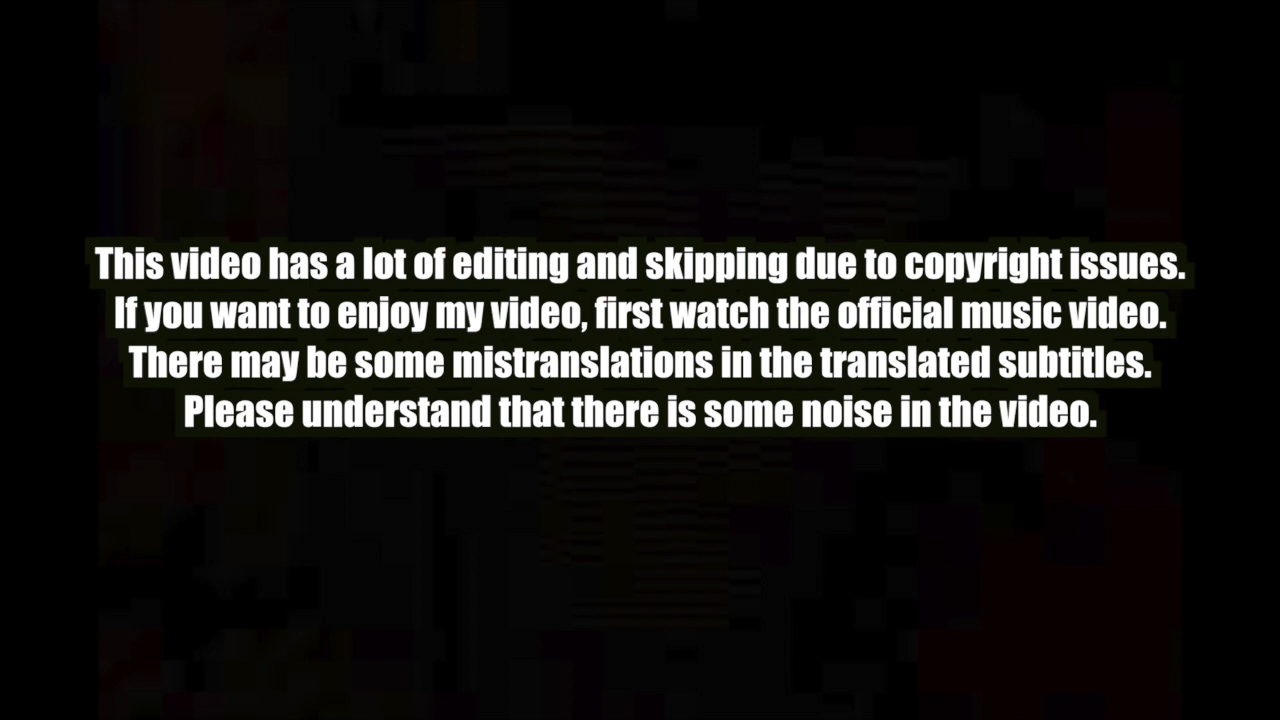 This video has a lot of editing and skipping due to copyright issues.
If you want to enjoy my video, first watch the official music video.
There may be some mistranslations in the translated subtitles.
Please understand that there is some noise in the video.